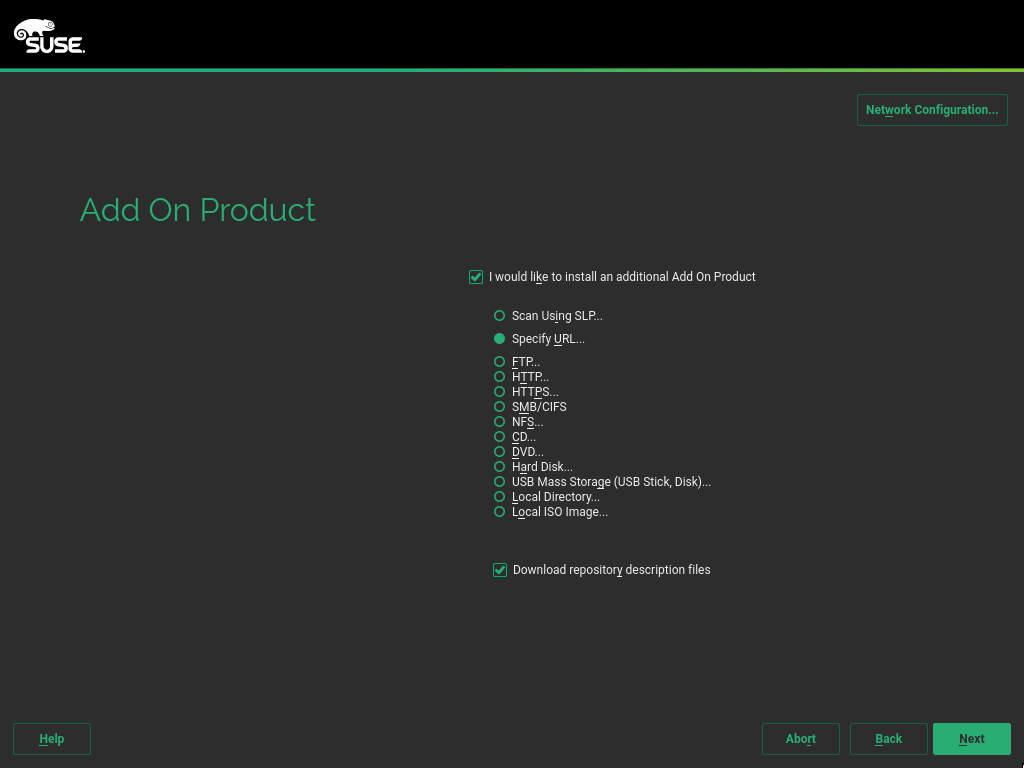 SUSE.
Network Configuration...
Add On Product
I would like to install an additional Add On Product
Scan Using SLP...
Specify URL...
FTP...
HTTP...
HTTPS...
SMB/CIFS
NFS...
CD...
DVD...
Hard Disk...
USB Mass Storage (USB Stick, Disk)...
Local Directory...
Local ISO Image...
Download repository description files
Help
Abort
Back
Next